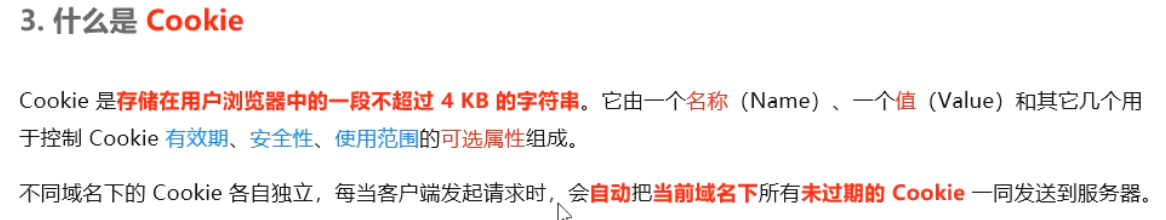 3. 什么是 Cookie
Cookie 是存储在用户浏览器中的一段不超过 4 KB 的字符串。它由一个名称（Name）、一个值（Value）和其它几个用
于控制 Cookie 有效期、安全性、使用范围的可选属性组成。
不同域名下的 Cookie 各自独立，每当客户端发起请求时，会自动把当前域名下所有未过期的 Cookie 一同发送到服务器。